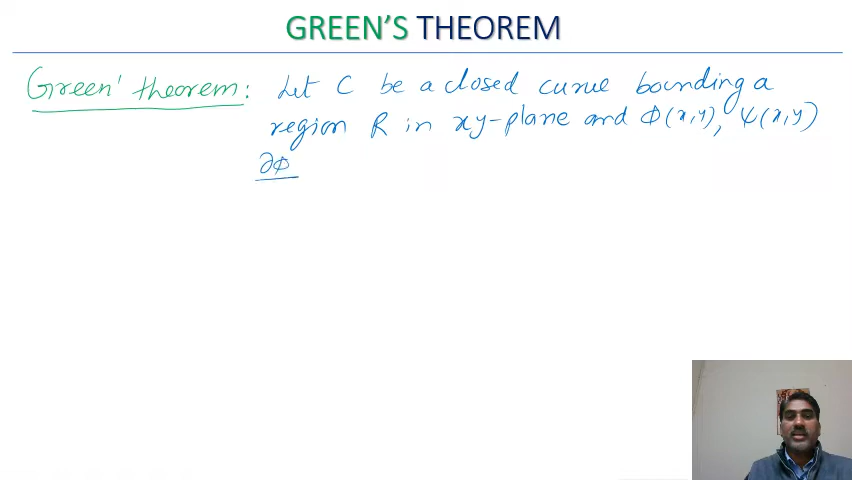 GREEN'S THEOREM
Green' theorem: Let C be a closed curve bounding a
region R in xy-plane and Φ(x,y), Ψ(x,y)
∂Φ